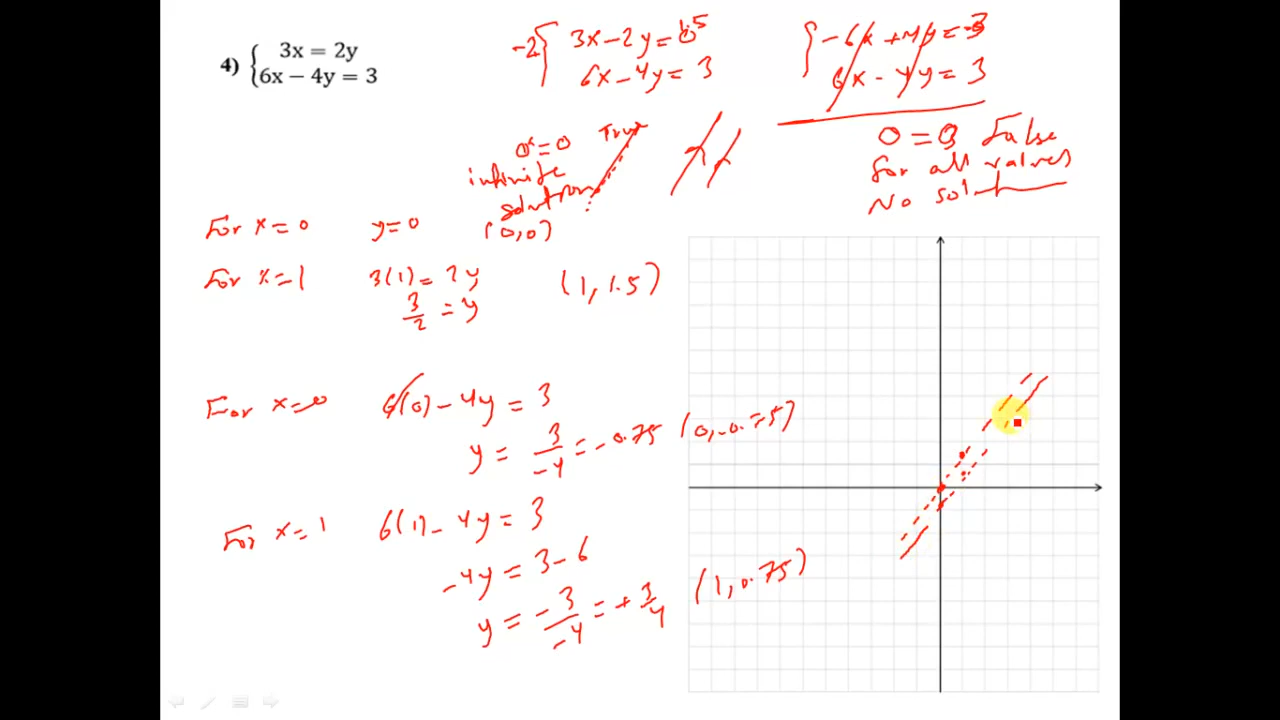 4) { 3x = 2y
6x − 4y = 3
-2 { 3x - 2y =
6x - 4y = 3
-6x + 4y = -3
6x - 4y = 3
0 = 3 False
for all values
No sol
0 = 0 True
infinite
solution
(0,0)
For x = 0 y = 0
For x = 1 3(1) = 2y (1, 1.5)
3/2 = y
For x = 0 6(0) - 4y = 3
y = 3/-4 = -0.75 (0, -0.75)
For x = 1 6(1) - 4y = 3
-4y = 3 - 6
y = -3/-4 = +3/4 (1, 0.75)